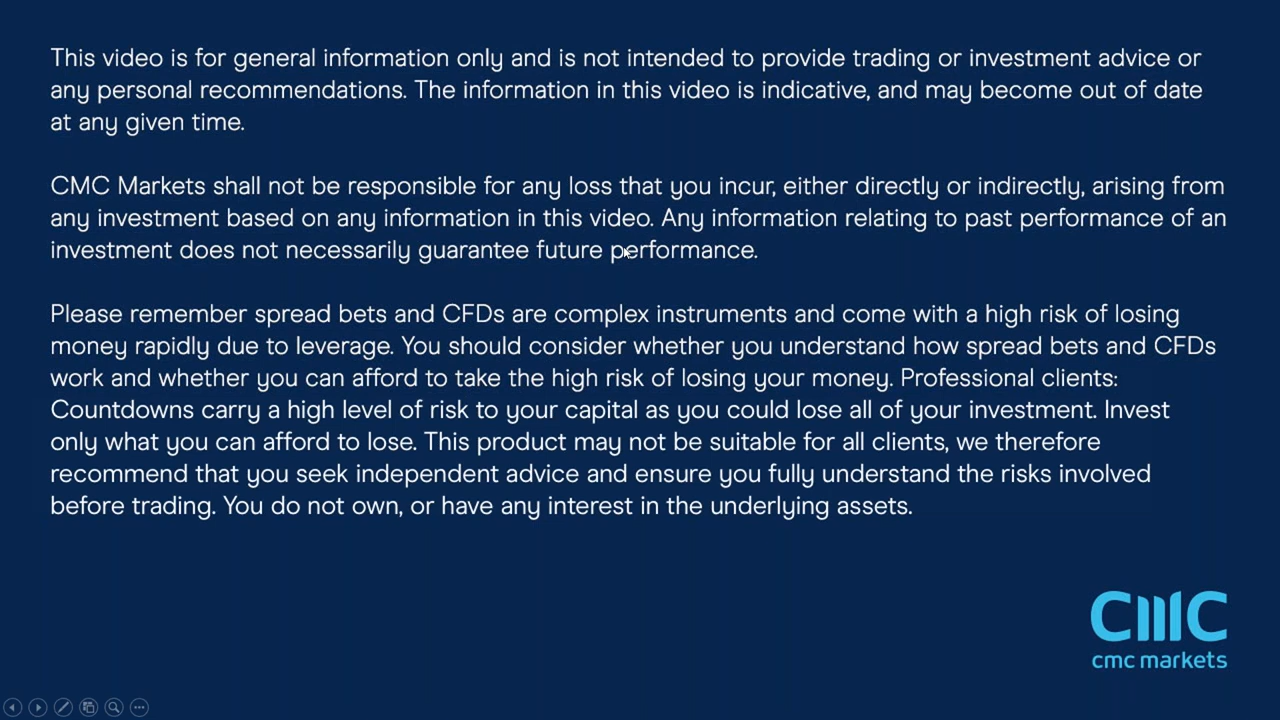 This video is for general information only and is not intended to provide trading or investment advice or
any personal recommendations. The information in this video is indicative, and may become out of date
at any given time.
CMC Markets shall not be responsible for any loss that you incur, either directly or indirectly, arising from
any investment based on any information in this video. Any information relating to past performance of an
investment does not necessarily guarantee future performance.
Please remember spread bets and CFDs are complex instruments and come with a high risk of losing
money rapidly due to leverage. You should consider whether you understand how spread bets and CFDs
work and whether you can afford to take the high risk of losing your money. Professional clients:
Countdowns carry a high level of risk to your capital as you could lose all of your investment. Invest
only what you can afford to lose. This product may not be suitable for all clients, we therefore
recommend that you seek independent advice and ensure you fully understand the risks involved
before trading. You do not own, or have any interest in the underlying assets.
CMC
cmc markets